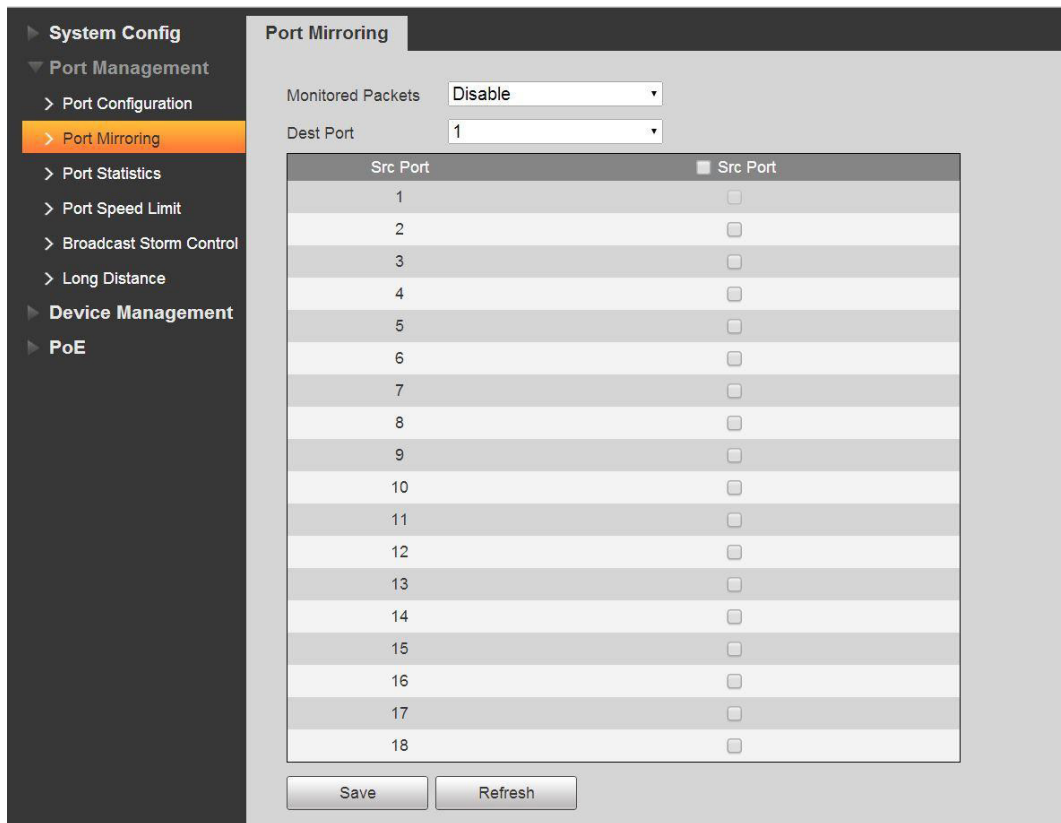 System Config
Port Management
Port Configuration
Port Mirroring
Port Statistics
Port Speed Limit
Broadcast Storm Control
Long Distance
Device Management
PoE
Port Mirroring
Monitored Packets Disable
Dest Port 1
Src Port Src Port
1
2
3
4
5
6
7
8
9
10
11
12
13
14
15
16
17
18
Save Refresh